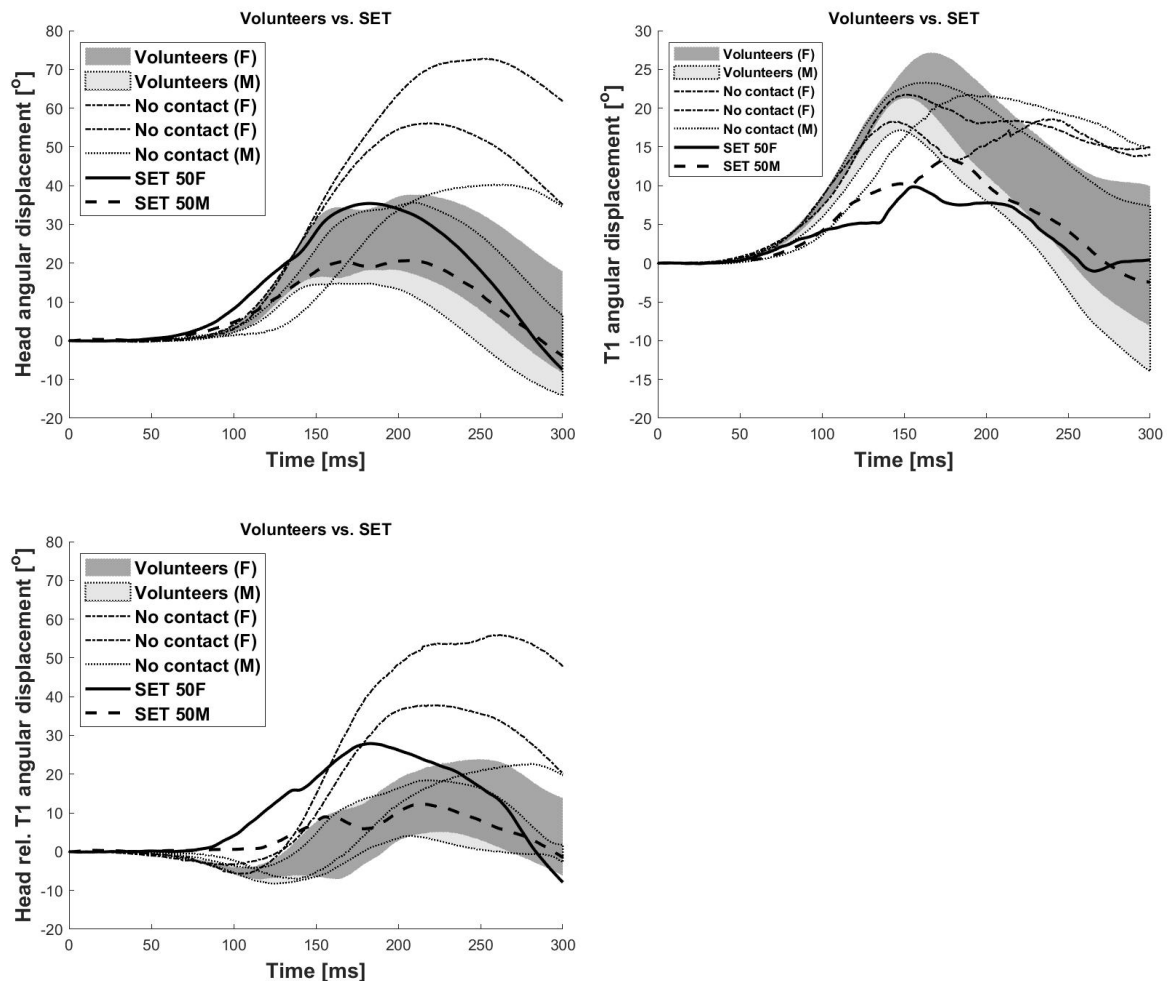 Volunteers vs. SET
80
70
60
50
40
30
20
10
0
-10
-20
Head angular displacement [°]
Volunteers (F)
Volunteers (M)
No contact (F)
No contact (F)
No contact (M)
SET 50F
SET 50M
0 50 100 150 200 250 300
Time [ms]
Volunteers vs. SET
30
25
20
15
10
5
0
-5
-10
-15
-20
T1 angular displacement [°]
Volunteers (F)
Volunteers (M)
No contact (F)
No contact (F)
No contact (M)
SET 50F
SET 50M
0 50 100 150 200 250 300
Time [ms]
Volunteers vs. SET
80
70
60
50
40
30
20
10
0
-10
-20
Head rel. T1 angular displacement [°]
Volunteers (F)
Volunteers (M)
No contact (F)
No contact (F)
No contact (M)
SET 50F
SET 50M
0 50 100 150 200 250 300
Time [ms]